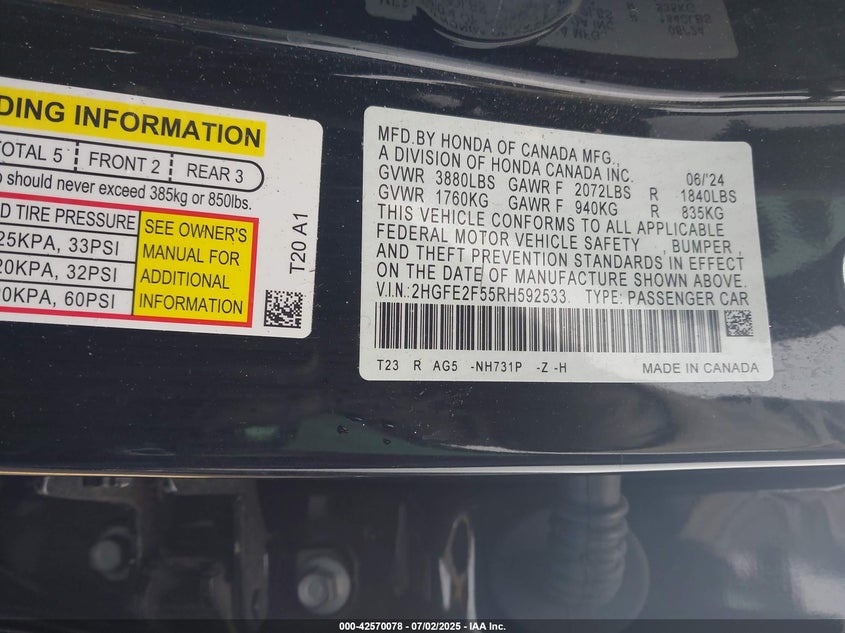 DING INFORMATION
TOTAL 5 FRONT 2 REAR 3
should never exceed 385kg or 850lbs.
TIRE PRESSURE
25KPA, 33PSI
20KPA, 32PSI
0KPA, 60PSI
SEE OWNER'S
MANUAL FOR
ADDITIONAL
INFORMATION
T20 A1
MFD.BY HONDA OF CANADA MFG.,
A DIVISION OF HONDA CANADA INC. 06/'24
GVWR 3880LBS GAWR F 2072LBS R 1840LBS
GVWR 1760KG GAWR F 940KG R 835KG
THIS VEHICLE CONFORMS TO ALL APPLICABLE
FEDERAL MOTOR VEHICLE SAFETY , BUMPER ,
AND THEFT PREVENTION STANDARDS IN EFFECT
ON THE DATE OF MANUFACTURE SHOWN ABOVE.
V.I.N.:2HGFE2F55RH592533. TYPE: PASSENGER CAR
T23 R AG5 -NH731P -Z -H MADE IN CANADA
000-42570078 - 07/02/2025 - IAA Inc.